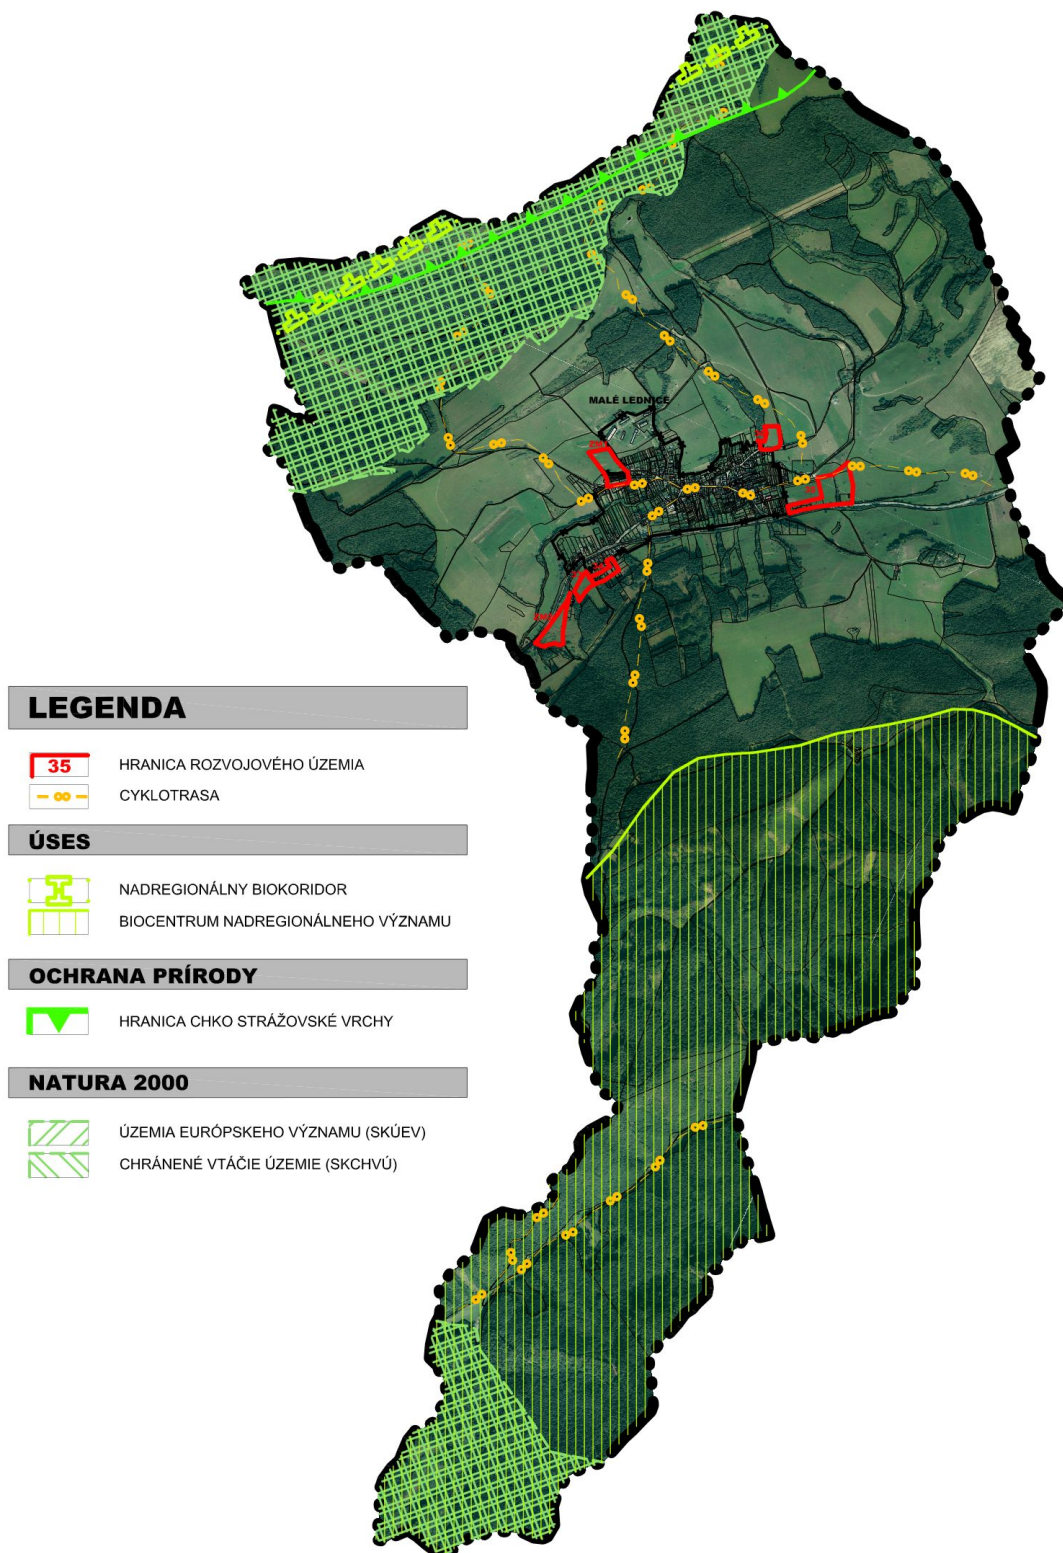 MALÉ LEDNICE
LEGENDA
35
HRANICA ROZVOJOVÉHO ÚZEMIA
CYKLOTRASA
ÚSES
NADREGIONÁLNY BIOKORIDOR
BIOCENTRUM NADREGIONÁLNEHO VÝZNAMU
OCHRANA PRÍRODY
HRANICA CHKO STRÁŽOVSKÉ VRCHY
NATURA 2000
ÚZEMIA EURÓPSKEHO VÝZNAMU (SKÚEV)
CHRÁNENÉ VTÁČIE ÚZEMIE (SKCHVÚ)